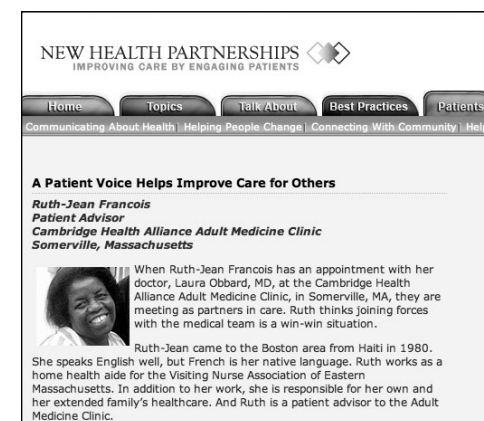 NEW HEALTH PARTNERSHIPS
IMPROVING CARE BY ENGAGING PATIENTS
Home Topics Talk About Best Practices Patients
Communicating About Health| Helping People Change| Connecting With Community| Hel
A Patient Voice Helps Improve Care for Others
Ruth-Jean Francois
Patient Advisor
Cambridge Health Alliance Adult Medicine Clinic
Somerville, Massachusetts
When Ruth-Jean Francois has an appointment with her
doctor, Laura Obbard, MD, at the Cambridge Health
Alliance Adult Medicine Clinic, in Somerville, MA, they are
meeting as partners in care. Ruth thinks joining forces
with the medical team is a win-win situation.
Ruth-Jean came to the Boston area from Haiti in 1980.
She speaks English well, but French is her native language. Ruth works as a
home health aide for the Visiting Nurse Association of Eastern
Massachusetts. In addition to her work, she is responsible for her own and
her extended family's healthcare. And Ruth is a patient advisor to the Adult
Medicine Clinic.